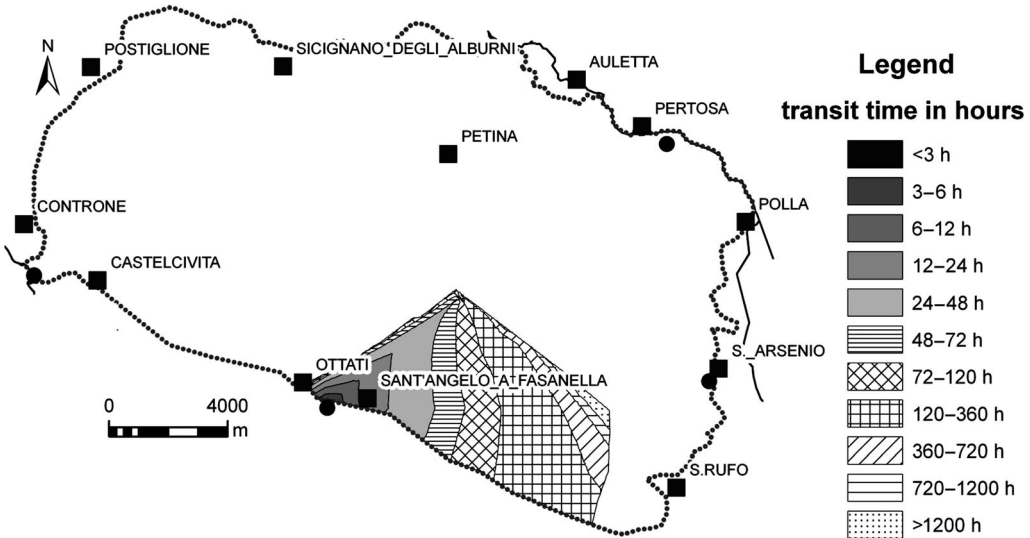 N
POSTIGLIONE
SICIGNANO_DEGLI_ALBURNI
AULETTA
PERTOSA
PETINA
POLLA
CONTRONE
CASTELCIVITA
OTTATI
SANT'ANGELO_A_FASANELLA
S._ARSENIO
S.RUFO
0 4000
m
Legend
transit time in hours
<3 h
3–6 h
6–12 h
12–24 h
24–48 h
48–72 h
72–120 h
120–360 h
360–720 h
720–1200 h
>1200 h